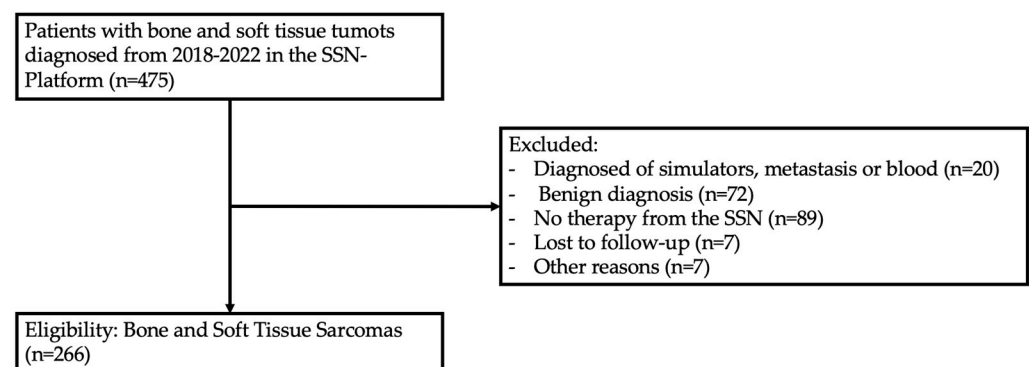 Patients with bone and soft tissue tumots
diagnosed from 2018-2022 in the SSN-
Platform (n=475)
Excluded:
- Diagnosed of simulators, metastasis or blood (n=20)
- Benign diagnosis (n=72)
- No therapy from the SSN (n=89)
- Lost to follow-up (n=7)
- Other reasons (n=7)
Eligibility: Bone and Soft Tissue Sarcomas
(n=266)